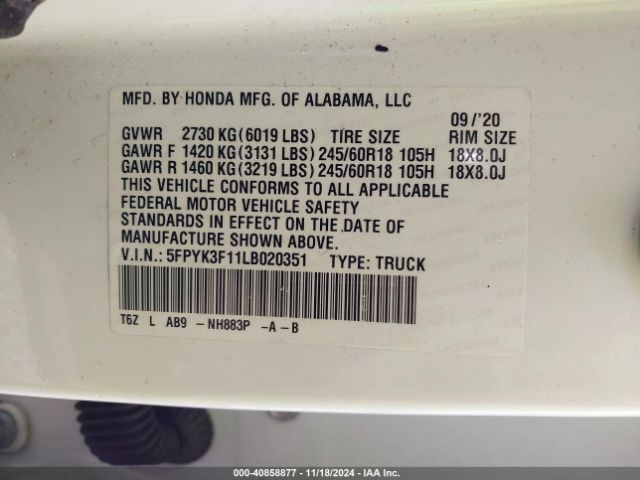 MFD. BY HONDA MFG. OF ALABAMA, LLC
09/'20
GVWR 2730 KG(6019 LBS) TIRE SIZE RIM SIZE
GAWR F 1420 KG(3131 LBS) 245/60R18 105H 18X8.0J
GAWR R 1460 KG(3219 LBS) 245/60R18 105H 18X8.0J
THIS VEHICLE CONFORMS TO ALL APPLICABLE
FEDERAL MOTOR VEHICLE SAFETY
STANDARDS IN EFFECT ON THE DATE OF
MANUFACTURE SHOWN ABOVE.
V.I.N.: 5FPYK3F11LB020351 TYPE: TRUCK
T6Z L AB9 -NH883P -A-B
000-40858877 - 11/18/2024 - IAA Inc.